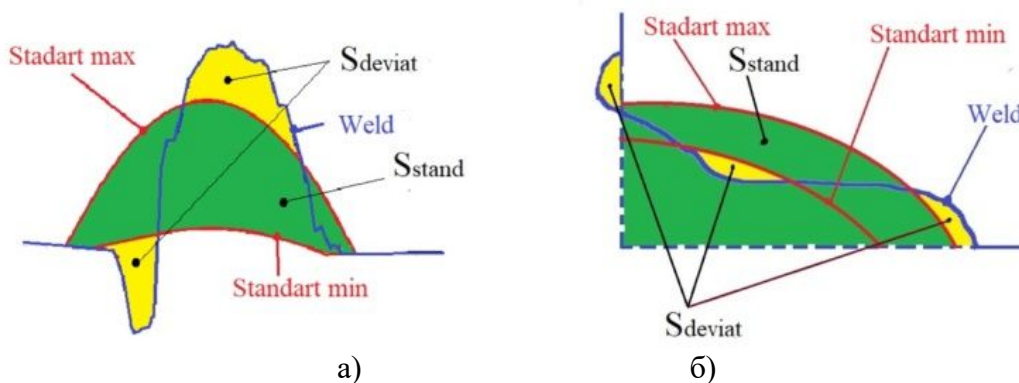 Stadart max
Sdeviat
Weld
Sstand
Standart min
а)
Stadart max
Standart min
Sstand
Weld
Sdeviat
б)